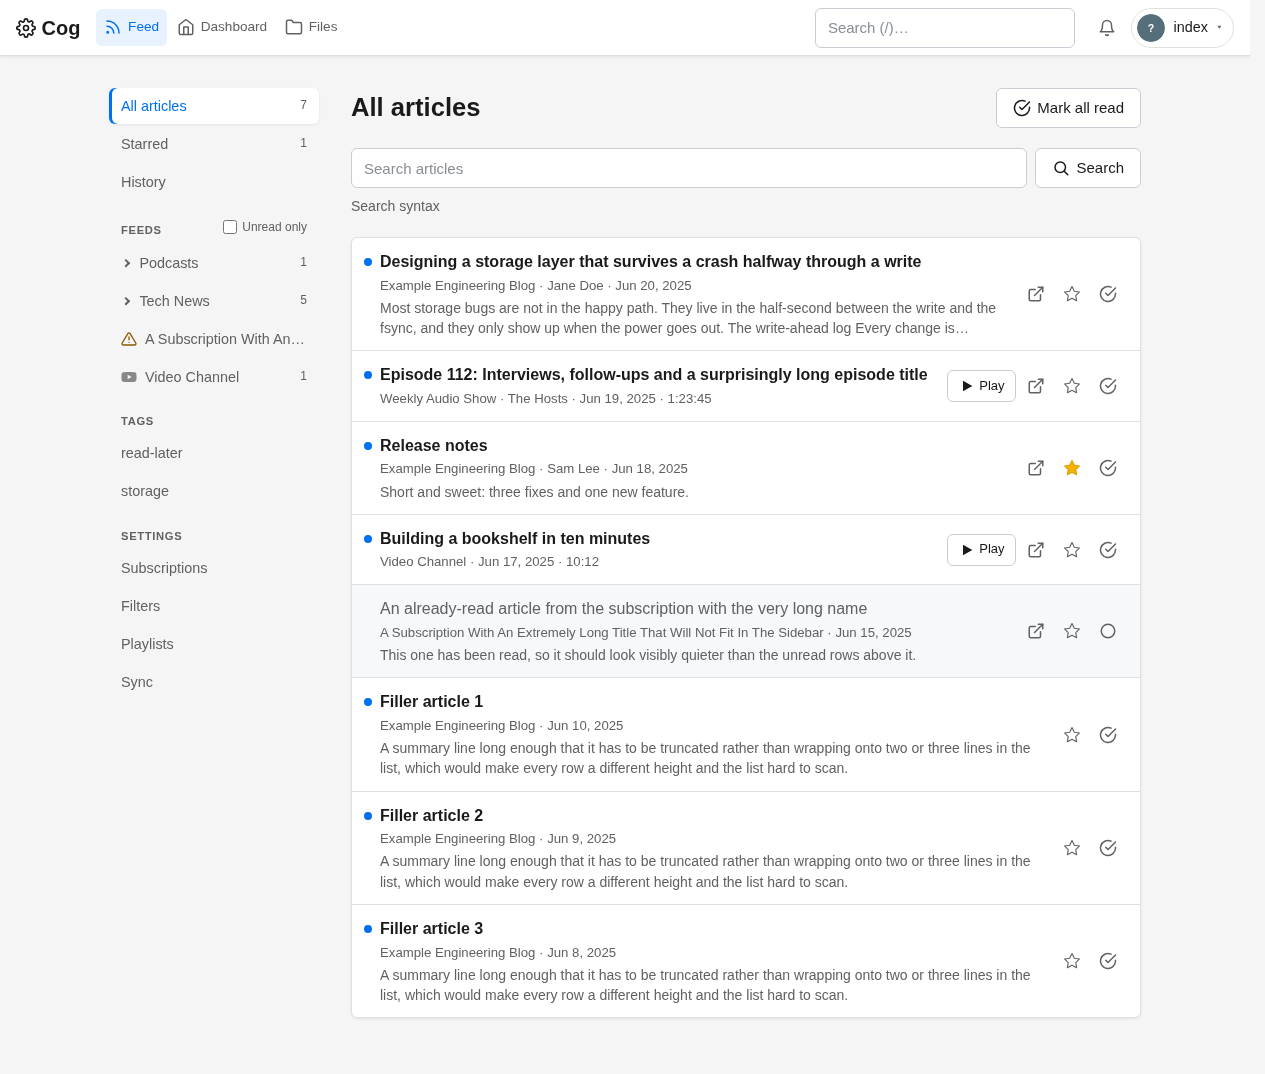 Cog
Feed
Dashboard
Files
Search (/)…
?
index
All articles 7
Starred 1
History
FEEDS
Unread only
Podcasts 1
Tech News 5
A Subscription With An…
Video Channel 1
TAGS
read-later
storage
SETTINGS
Subscriptions
Filters
Playlists
Sync
All articles
Mark all read
Search articles
Search
Search syntax
Designing a storage layer that survives a crash halfway through a write
Example Engineering Blog · Jane Doe · Jun 20, 2025
Most storage bugs are not in the happy path. They live in the half-second between the write and the
fsync, and they only show up when the power goes out. The write-ahead log Every change is…
Episode 112: Interviews, follow-ups and a surprisingly long episode title
Weekly Audio Show · The Hosts · Jun 19, 2025 · 1:23:45
Play
Release notes
Example Engineering Blog · Sam Lee · Jun 18, 2025
Short and sweet: three fixes and one new feature.
Building a bookshelf in ten minutes
Video Channel · Jun 17, 2025 · 10:12
Play
An already-read article from the subscription with the very long name
A Subscription With An Extremely Long Title That Will Not Fit In The Sidebar · Jun 15, 2025
This one has been read, so it should look visibly quieter than the unread rows above it.
Filler article 1
Example Engineering Blog · Jun 10, 2025
A summary line long enough that it has to be truncated rather than wrapping onto two or three lines in the
list, which would make every row a different height and the list hard to scan.
Filler article 2
Example Engineering Blog · Jun 9, 2025
A summary line long enough that it has to be truncated rather than wrapping onto two or three lines in the
list, which would make every row a different height and the list hard to scan.
Filler article 3
Example Engineering Blog · Jun 8, 2025
A summary line long enough that it has to be truncated rather than wrapping onto two or three lines in the
list, which would make every row a different height and the list hard to scan.